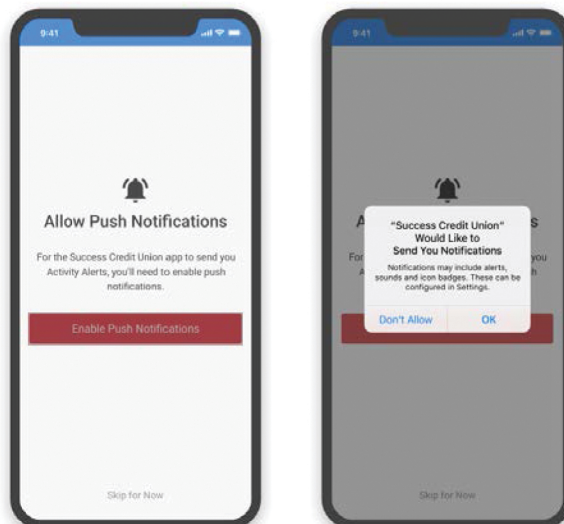 9:41
Allow Push Notifications
For the Success Credit Union app to send you
Activity Alerts, you'll need to enable push
notifications.
Enable Push Notifications
Skip for Now
9:41
A
s
For
you
A
h
"Success Credit Union"
Would Like to
Send You Notifications
Notifications may include alerts,
sounds and icon badges. These can be
configured in Settings.
Don't Allow
OK
Skip for Now